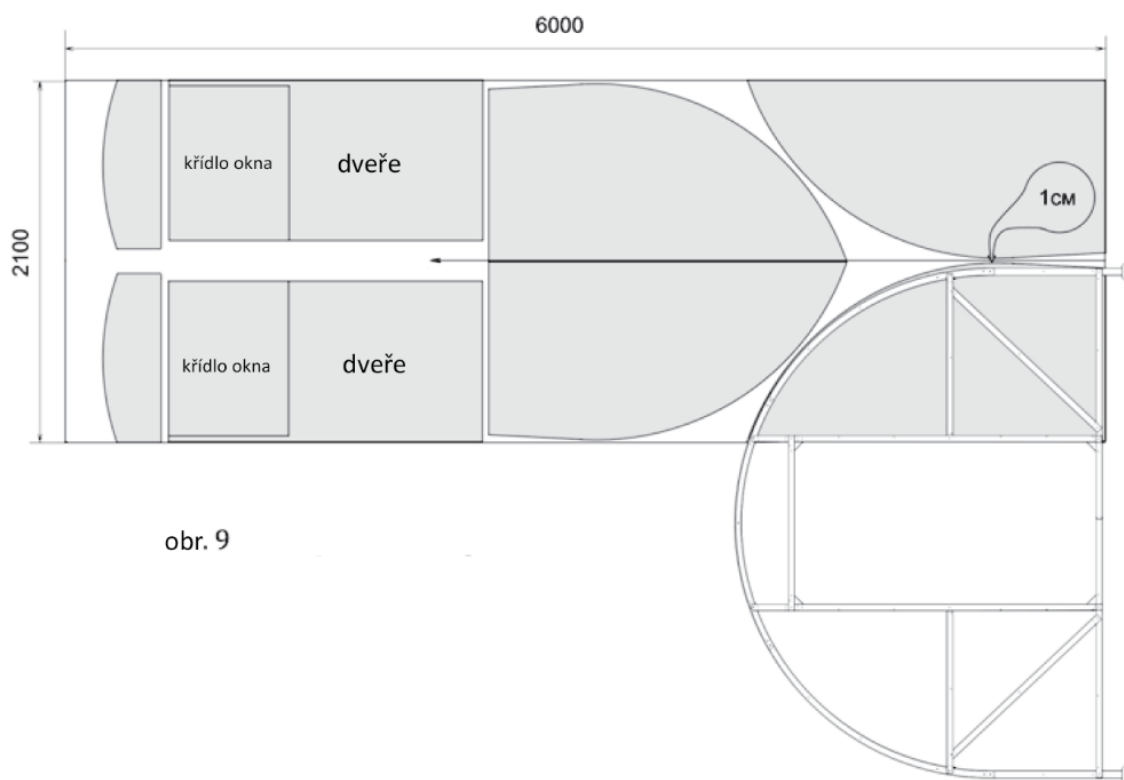 6000
2100
křídlo okna
dveře
1см
křídlo okna
dveře
obr. 9